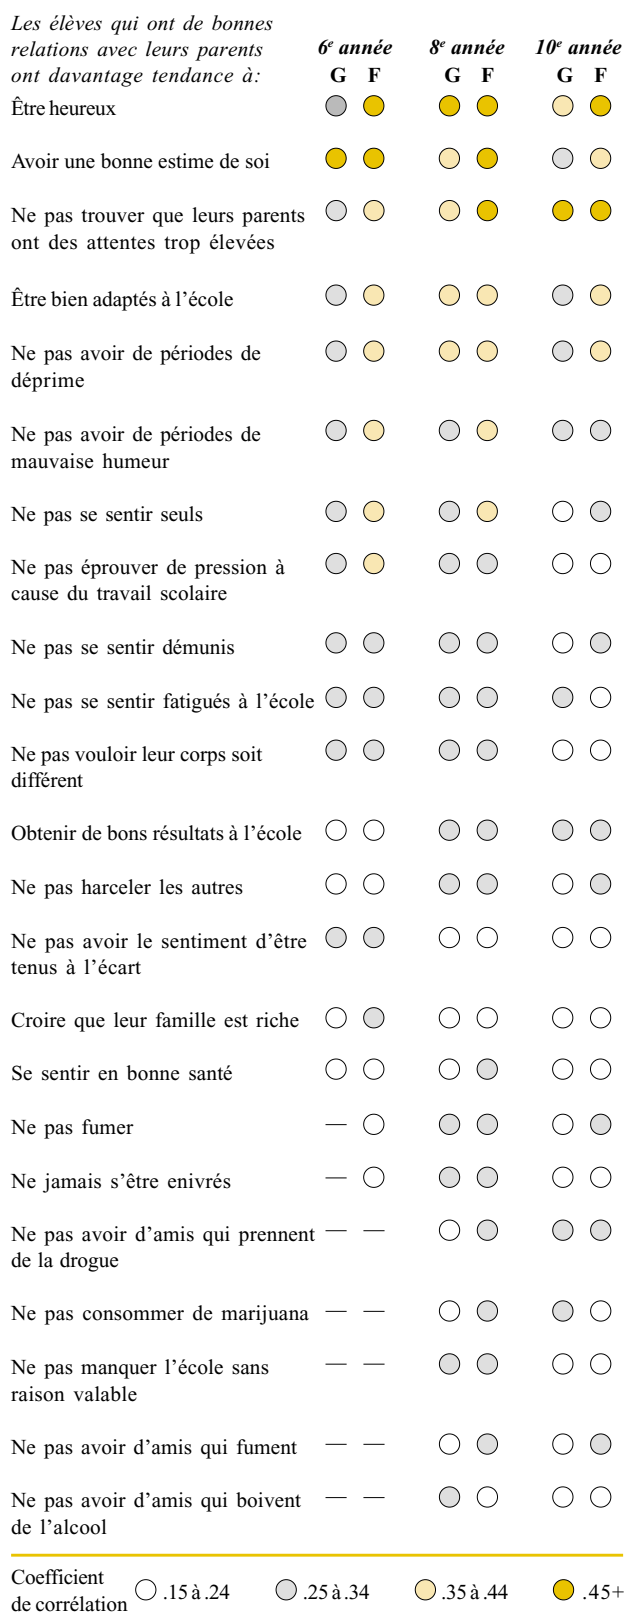 Les élèves qui ont de bonnes
relations avec leurs parents
6e année 8e année 10e année
ont davantage tendance à:
G F G F G F
Être heureux
Avoir une bonne estime de soi
Ne pas trouver que leurs parents
ont des attentes trop élevées
Être bien adaptés à l’école
Ne pas avoir de périodes de
déprime
Ne pas avoir de périodes de
mauvaise humeur
Ne pas se sentir seuls
Ne pas éprouver de pression à
cause du travail scolaire
Ne pas se sentir démunis
Ne pas se sentir fatigués à l’école
Ne pas vouloir leur corps soit
différent
Obtenir de bons résultats à l’école
Ne pas harceler les autres
Ne pas avoir le sentiment d’être
tenus à l’écart
Croire que leur famille est riche
Se sentir en bonne santé
Ne pas fumer —
Ne jamais s’être enivrés —
Ne pas avoir d’amis qui prennent — —
de la drogue
Ne pas consommer de marijuana — —
Ne pas manquer l’école sans — —
raison valable
Ne pas avoir d’amis qui fument — —
Ne pas avoir d’amis qui boivent — —
de l’alcool
Coefficient
de corrélation .15 à .24 .25 à .34 .35 à .44 .45+